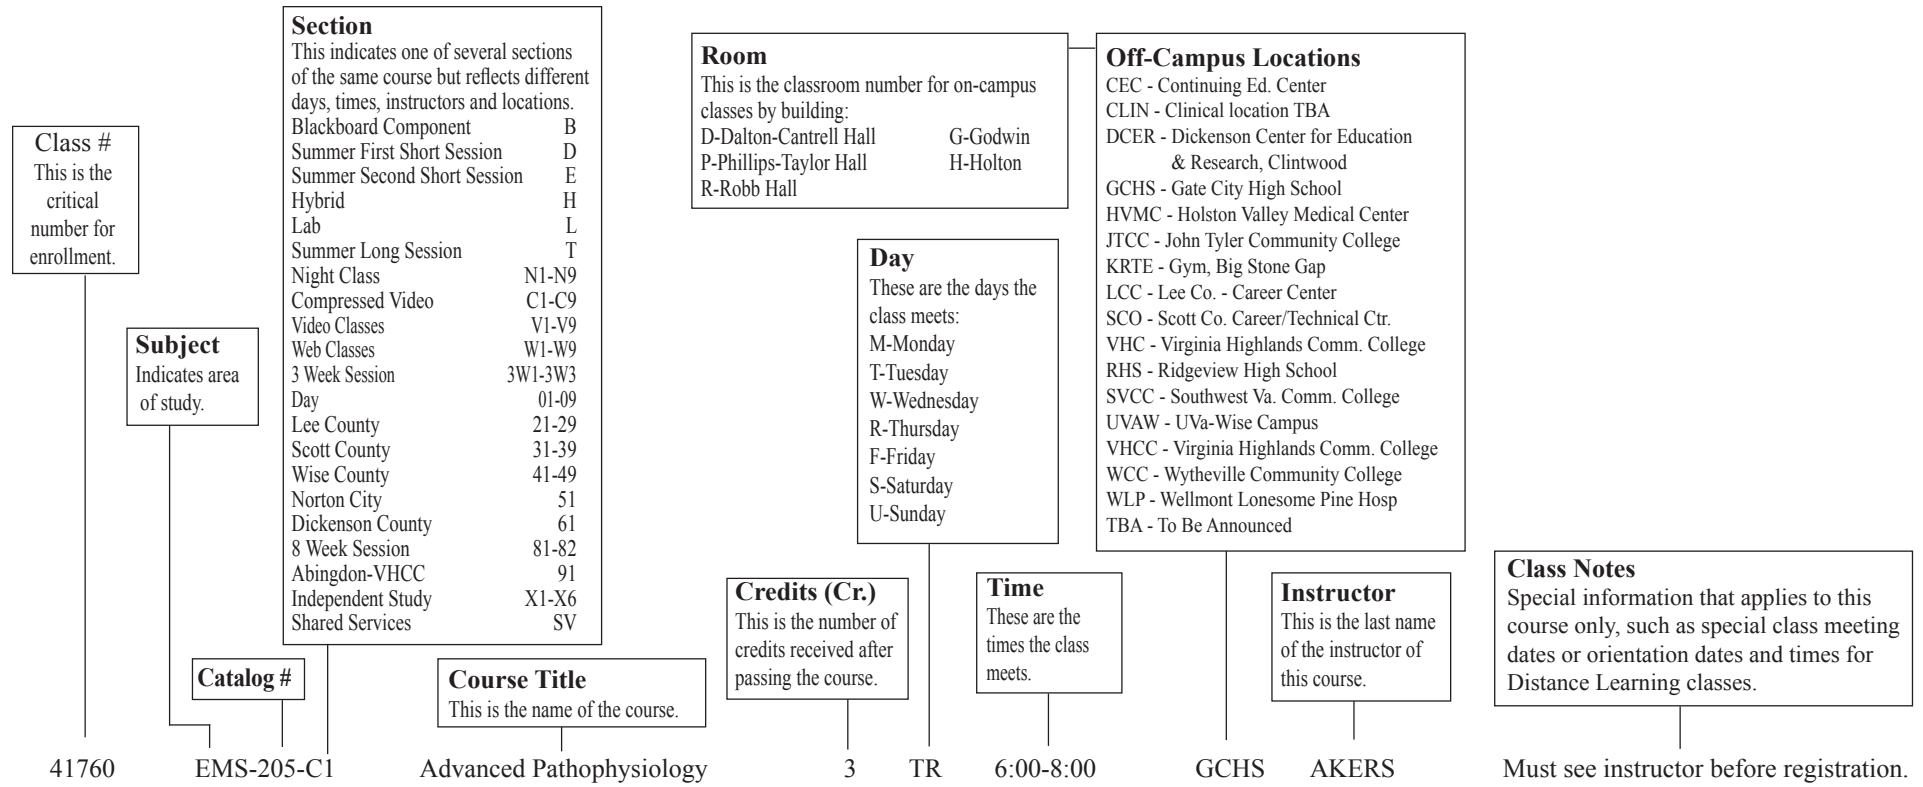 Class #
This is the
critical
number for
enrollment.
Subject
Indicates area
of study.
Section
This indicates one of several sections
of the same course but reflects different
days, times, instructors and locations.
Blackboard Component B
Summer First Short Session D
Summer Second Short Session E
Hybrid H
Lab L
Summer Long Session T
Night Class N1-N9
Compressed Video C1-C9
Video Classes V1-V9
Web Classes W1-W9
3 Week Session 3W1-3W3
Day 01-09
Lee County 21-29
Scott County 31-39
Wise County 41-49
Norton City 51
Dickenson County 61
8 Week Session 81-82
Abingdon-VHCC 91
Independent Study X1-X6
Shared Services SV
Catalog #
Course Title
This is the name of the course.
Room
This is the classroom number for on-campus
classes by building:
D-Dalton-Cantrell Hall G-Godwin
P-Phillips-Taylor Hall H-Holton
R-Robb Hall
Credits (Cr.)
This is the number of
credits received after
passing the course.
Day
These are the days the
class meets:
M-Monday
T-Tuesday
W-Wednesday
R-Thursday
F-Friday
S-Saturday
U-Sunday
Time
These are the
times the class
meets.
Off-Campus Locations
CEC - Continuing Ed. Center
CLIN - Clinical location TBA
DCER - Dickenson Center for Education
& Research, Clintwood
GCHS - Gate City High School
HVMC - Holston Valley Medical Center
JTCC - John Tyler Community College
KRTE - Gym, Big Stone Gap
LCC - Lee Co. - Career Center
SCO - Scott Co. Career/Technical Ctr.
VHC - Virginia Highlands Comm. College
RHS - Ridgeview High School
SVCC - Southwest Va. Comm. College
UVAW - UVa-Wise Campus
VHCC - Virginia Highlands Comm. College
WCC - Wytheville Community College
WLP - Wellmont Lonesome Pine Hosp
TBA - To Be Announced
Instructor
This is the last name
of the instructor of
this course.
Class Notes
Special information that applies to this
course only, such as special class meeting
dates or orientation dates and times for
Distance Learning classes.
41760 EMS-205-C1 Advanced Pathophysiology 3 TR 6:00-8:00 GCHS AKERS Must see instructor before registration.